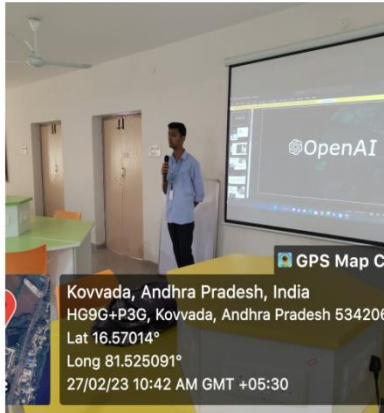 OpenAI
GPS Map C
Kovvada, Andhra Pradesh, India
HG9G+P3G, Kovvada, Andhra Pradesh 534206
Lat 16.57014°
Long 81.525091°
27/02/23 10:42 AM GMT +05:30